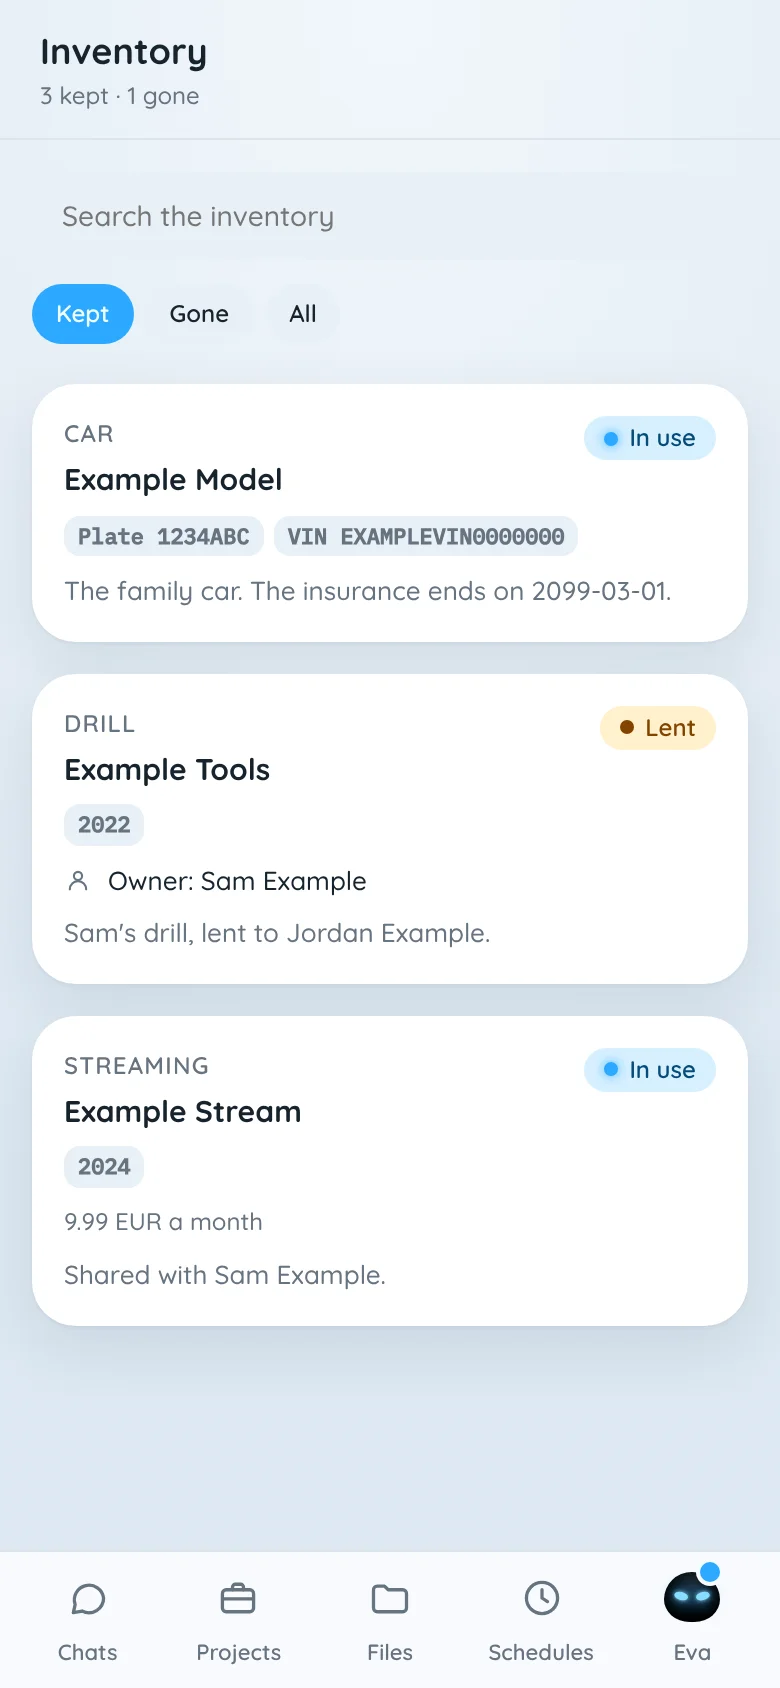 Inventory
3 kept · 1 gone
Search the inventory
Kept Gone All
CAR
In use
Example Model
Plate 1234ABC VIN EXAMPLEVIN0000000
The family car. The insurance ends on 2099-03-01.
DRILL
Lent
Example Tools
2022
Owner: Sam Example
Sam's drill, lent to Jordan Example.
STREAMING
In use
Example Stream
2024
9.99 EUR a month
Shared with Sam Example.
Chats Projects Files Schedules Eva